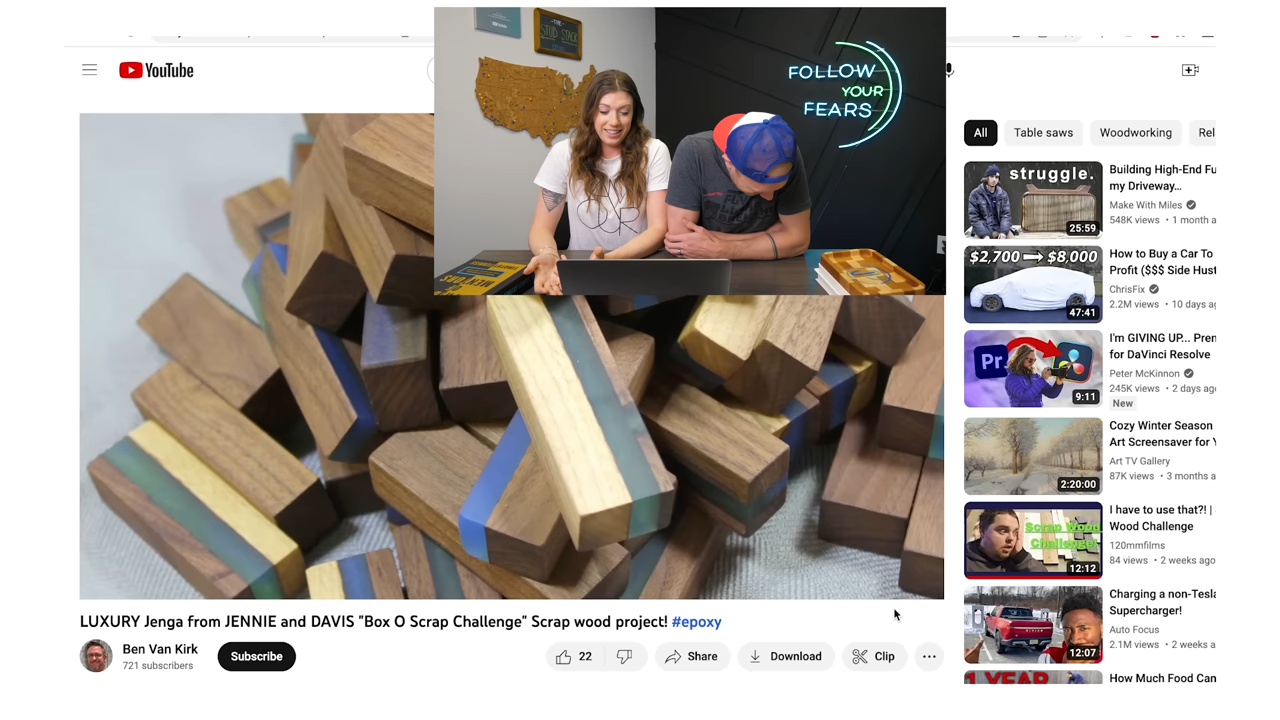 YouTube
THE
STUD STACK
FOLLOW
YOUR
FEARS
All
Table saws
Woodworking
Rel
struggle.
25:59
Building High-End Fu
my Driveway...
Make With Miles
548K views • 1 month a
$2,700 $8,000
47:41
How to Buy a Car To
Profit ($$$ Side Hust
ChrisFix
2.2M views • 10 days ag
Pr
9:11
I'm GIVING UP... Pren
for DaVinci Resolve
Peter McKinnon
245K views • 2 days ag
New
2:20:00
Cozy Winter Season
Art Screensaver for Y
Art TV Gallery
87K views • 3 months a
Scrap Wood
Challenge!
12:12
I have to use that?! |
Wood Challenge
120mmfilms
84 views • 2 weeks ago
12:07
Charging a non-Tesla
Supercharger!
Auto Focus
2.1M views • 2 weeks a
1 YEAR
How Much Food Can
LUXURY Jenga from JENNIE and DAVIS "Box O Scrap Challenge" Scrap wood project! #epoxy
Ben Van Kirk
721 subscribers
Subscribe
22
Share
Download
Clip